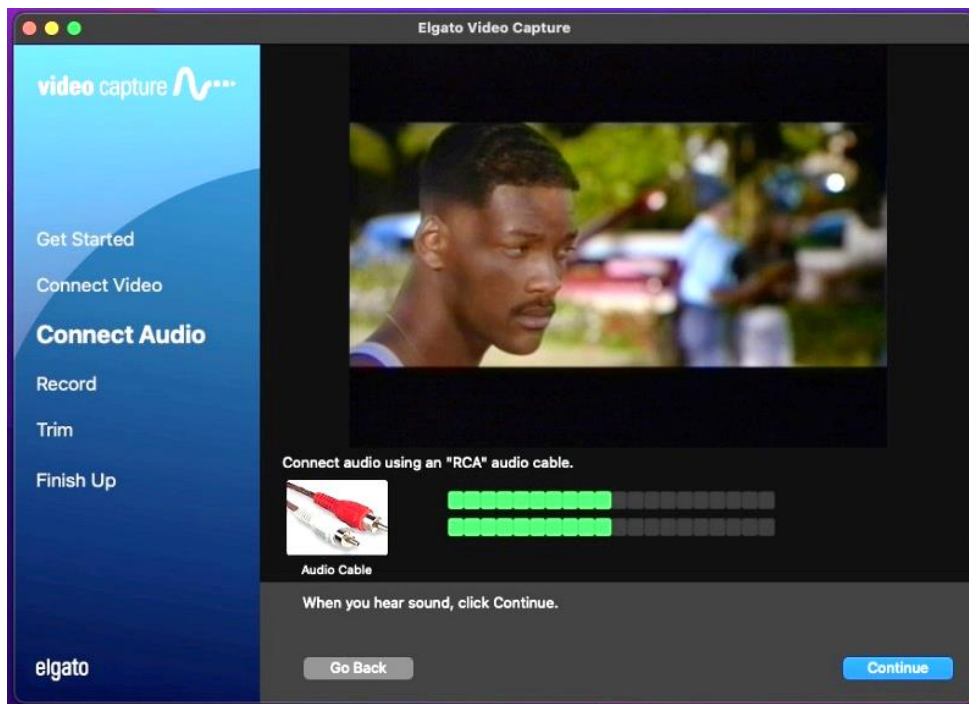 Elgato Video Capture
video capture
Get Started
Connect Video
Connect Audio
Record
Trim
Finish Up
elgato
Connect audio using an "RCA" audio cable.
Audio Cable
When you hear sound, click Continue.
Go Back
Continue